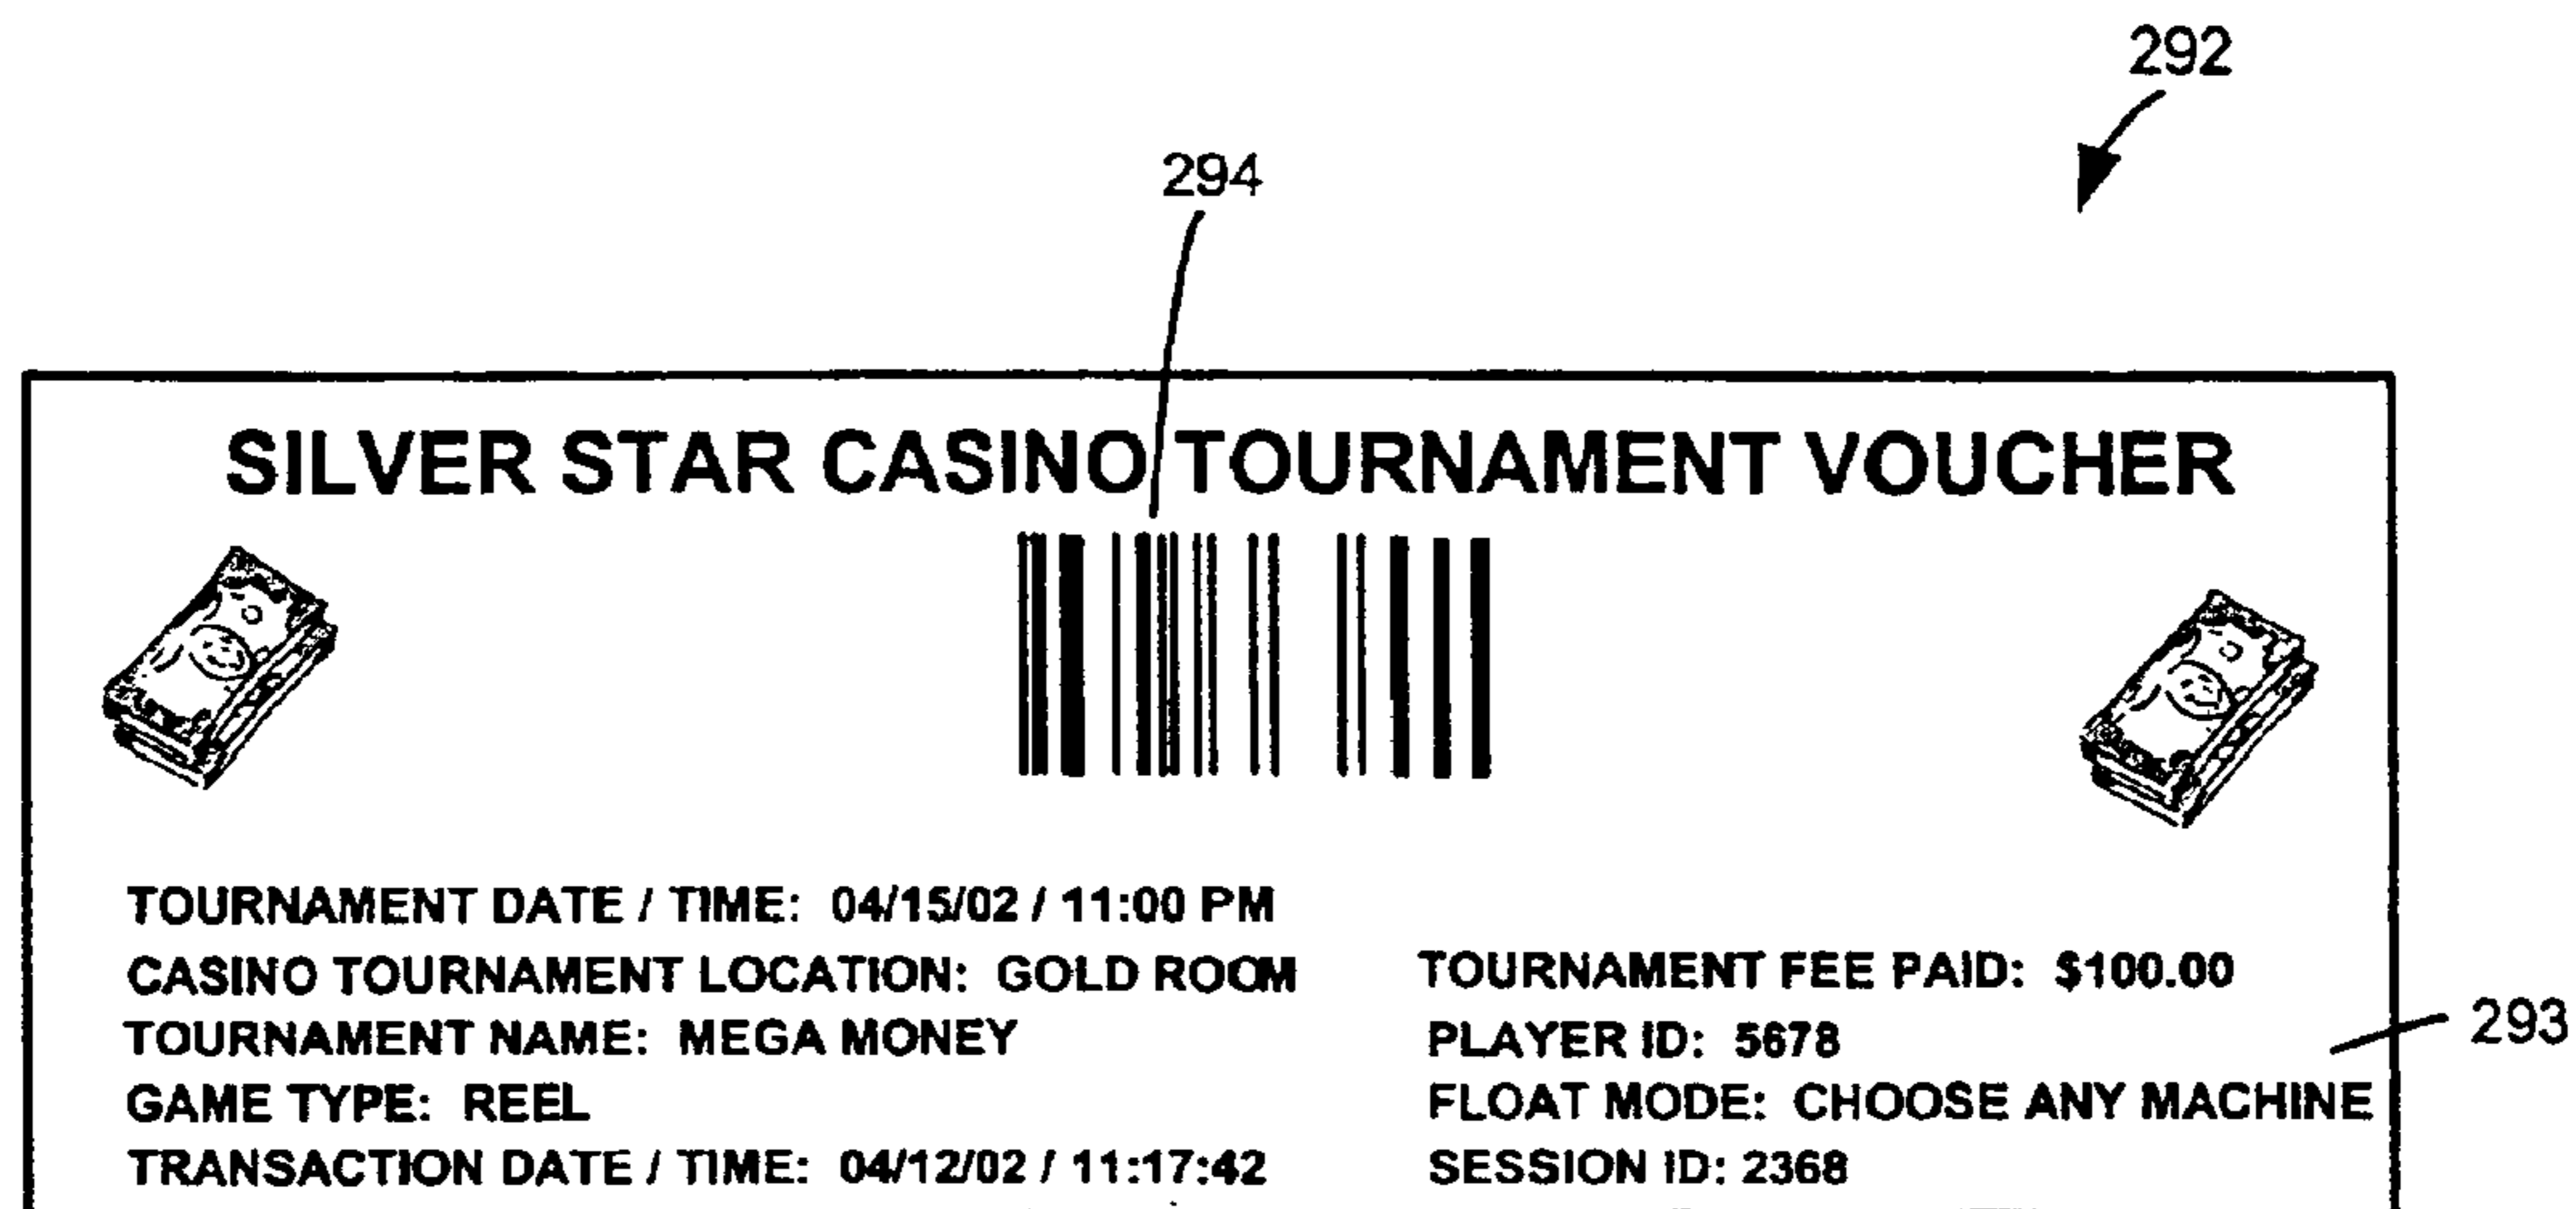 292
294
SILVER STAR CASINO TOURNAMENT VOUCHER
TOURNAMENT DATE / TIME: 04/15/02 / 11:00 PM
CASINO TOURNAMENT LOCATION: GOLD ROOM
TOURNAMENT FEE PAID: $100.00
TOURNAMENT NAME: MEGA MONEY
PLAYER ID: 5678
293
GAME TYPE: REEL
FLOAT MODE: CHOOSE ANY MACHINE
TRANSACTION DATE / TIME: 04/12/02 / 11:17:42
SESSION ID: 2368